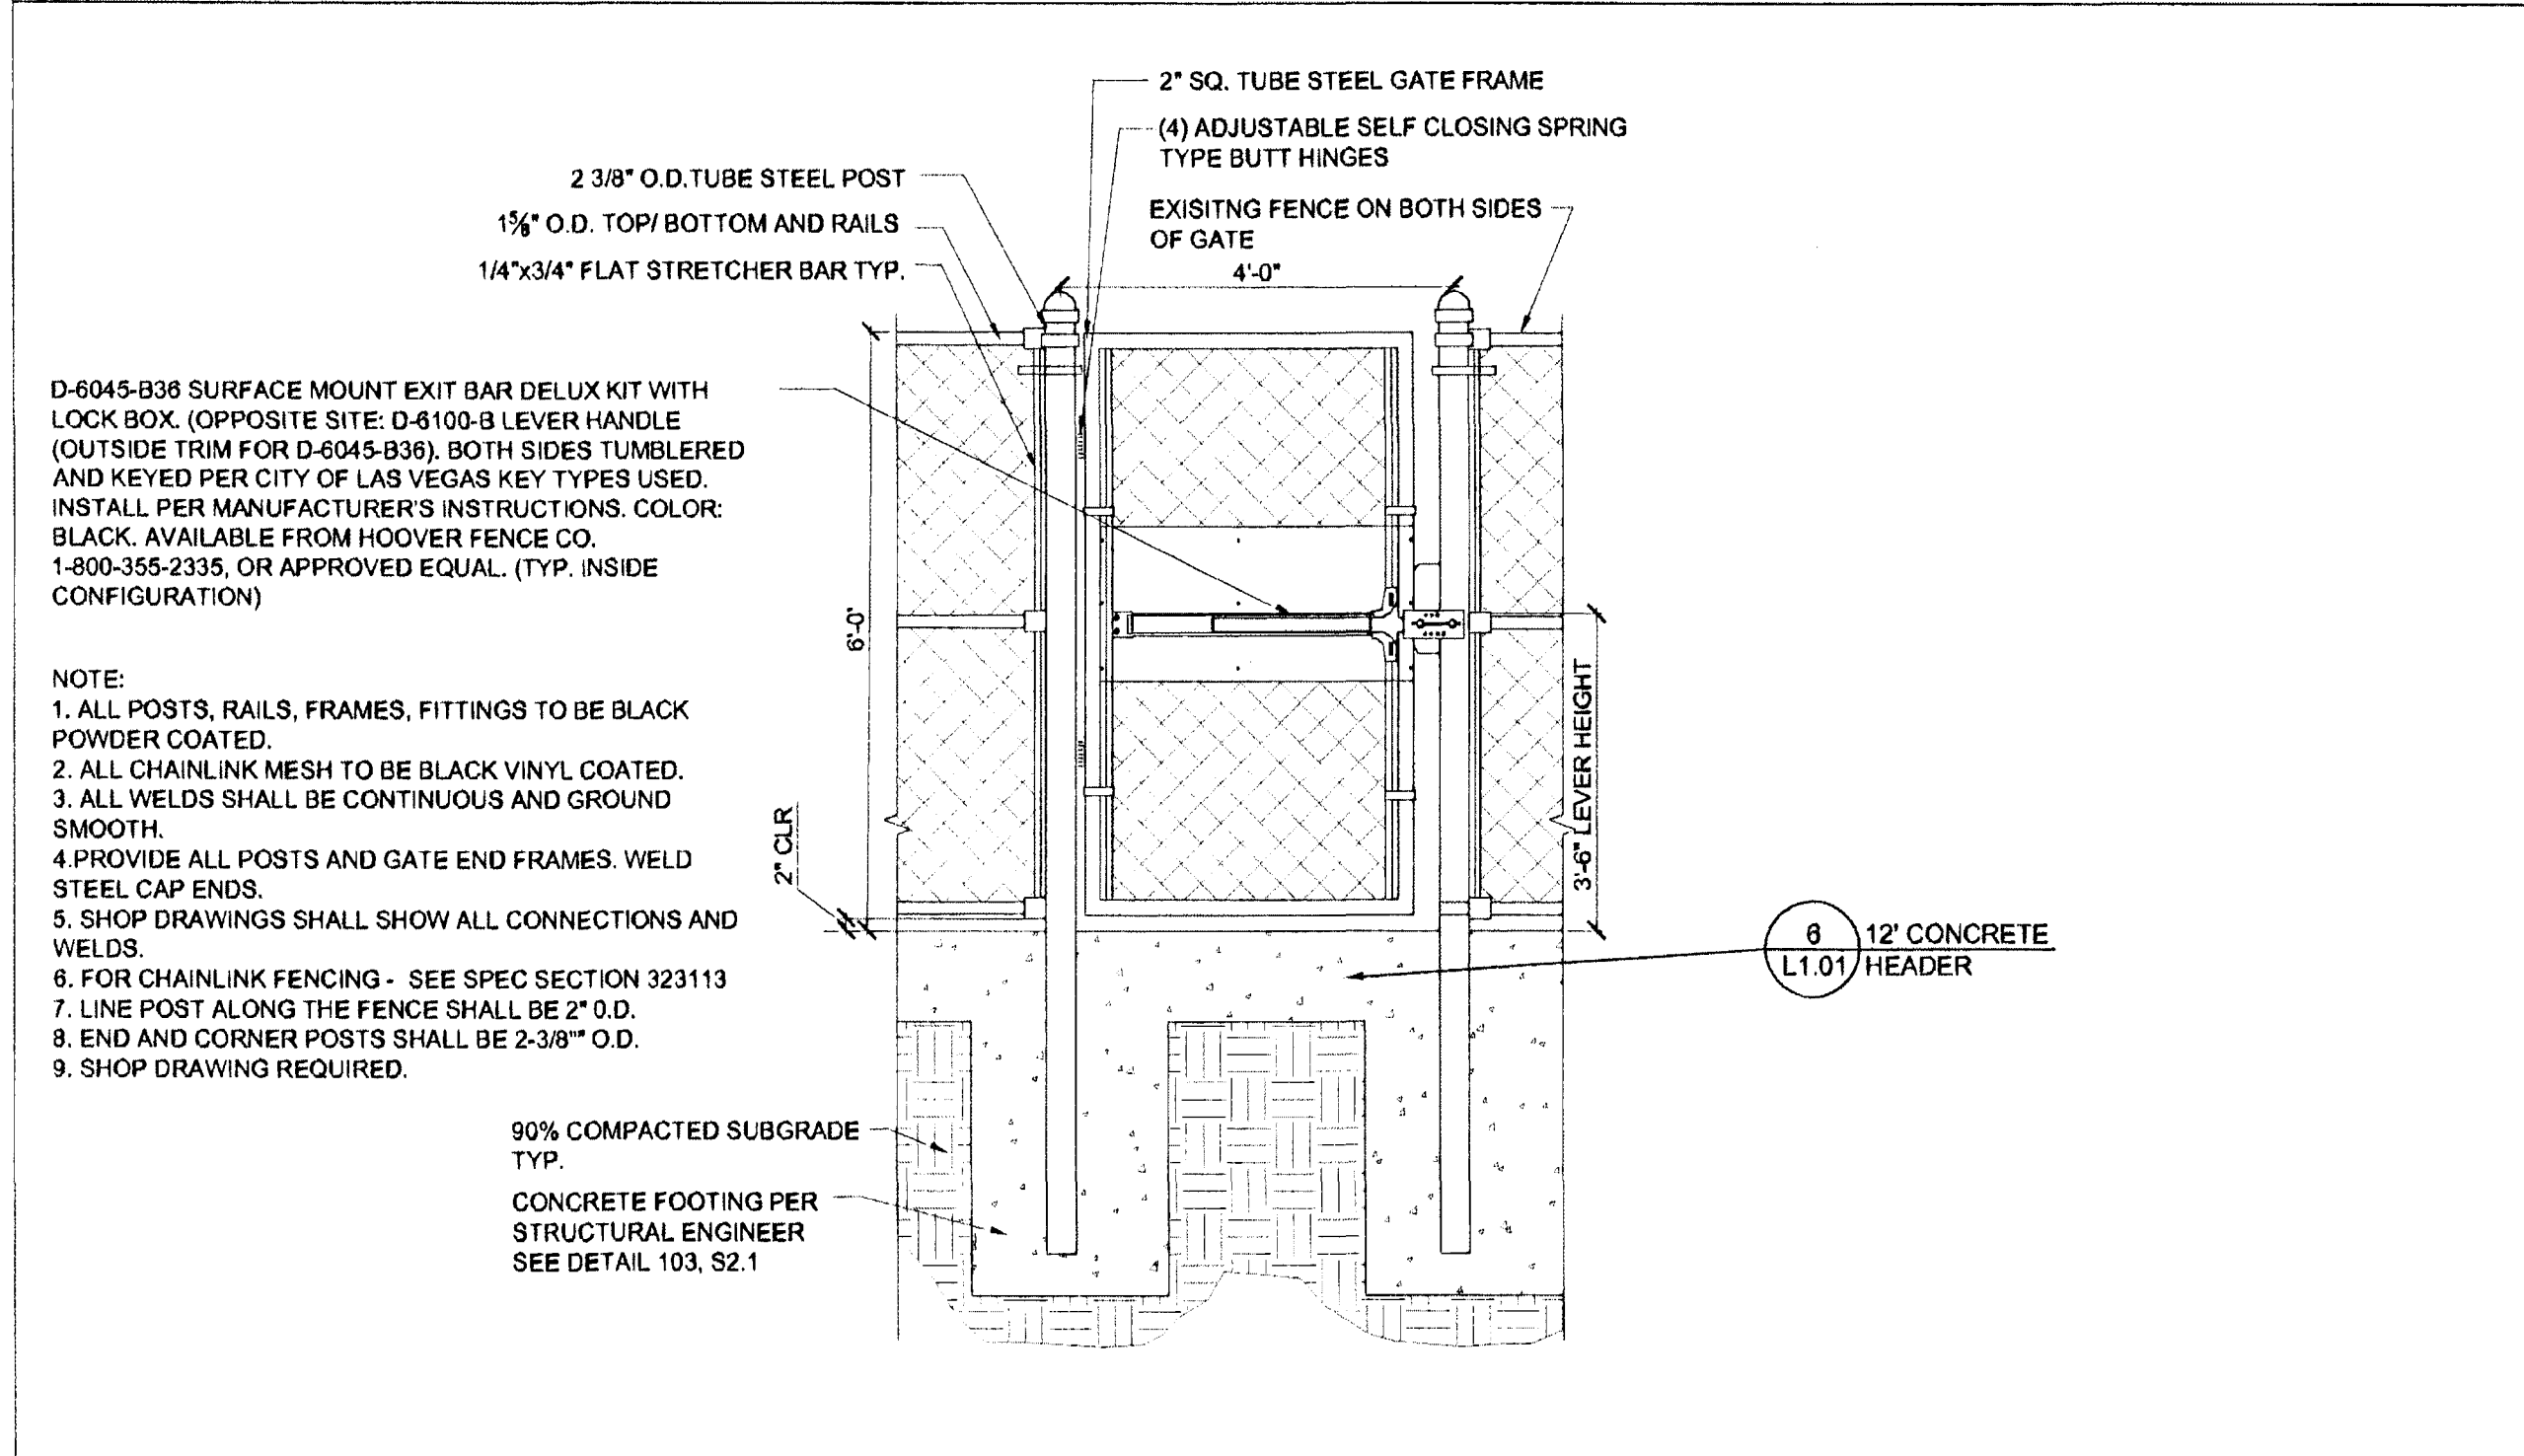 2" SQ. TUBE STEEL GATE FRAME
(4) ADJUSTABLE SELF CLOSING SPRING
TYPE BUTT HINGES
2 3/8" O.D.TUBE STEEL POST
1⅝" O.D. TOP/ BOTTOM AND RAILS
1/4"x3/4" FLAT STRETCHER BAR TYP.
EXISITNG FENCE ON BOTH SIDES
OF GATE
4'-0"
D-6045-B36 SURFACE MOUNT EXIT BAR DELUX KIT WITH
LOCK BOX. (OPPOSITE SITE: D-6100-B LEVER HANDLE
(OUTSIDE TRIM FOR D-6045-B36). BOTH SIDES TUMBLERED
AND KEYED PER CITY OF LAS VEGAS KEY TYPES USED.
INSTALL PER MANUFACTURER'S INSTRUCTIONS. COLOR:
BLACK. AVAILABLE FROM HOOVER FENCE CO.
1-800-355-2335, OR APPROVED EQUAL. (TYP. INSIDE
CONFIGURATION)
6'-0"
NOTE:
1. ALL POSTS, RAILS, FRAMES, FITTINGS TO BE BLACK
POWDER COATED.
2. ALL CHAINLINK MESH TO BE BLACK VINYL COATED.
3. ALL WELDS SHALL BE CONTINUOUS AND GROUND
SMOOTH.
4.PROVIDE ALL POSTS AND GATE END FRAMES. WELD
STEEL CAP ENDS.
5. SHOP DRAWINGS SHALL SHOW ALL CONNECTIONS AND
WELDS.
6. FOR CHAINLINK FENCING - SEE SPEC SECTION 323113
7. LINE POST ALONG THE FENCE SHALL BE 2" 0.D.
8. END AND CORNER POSTS SHALL BE 2-3/8"" O.D.
9. SHOP DRAWING REQUIRED.
2" CLR
3'-6" LEVER HEIGHT
6
L1.01
12' CONCRETE
HEADER
90% COMPACTED SUBGRADE
TYP.
CONCRETE FOOTING PER
STRUCTURAL ENGINEER
SEE DETAIL 103, S2.1